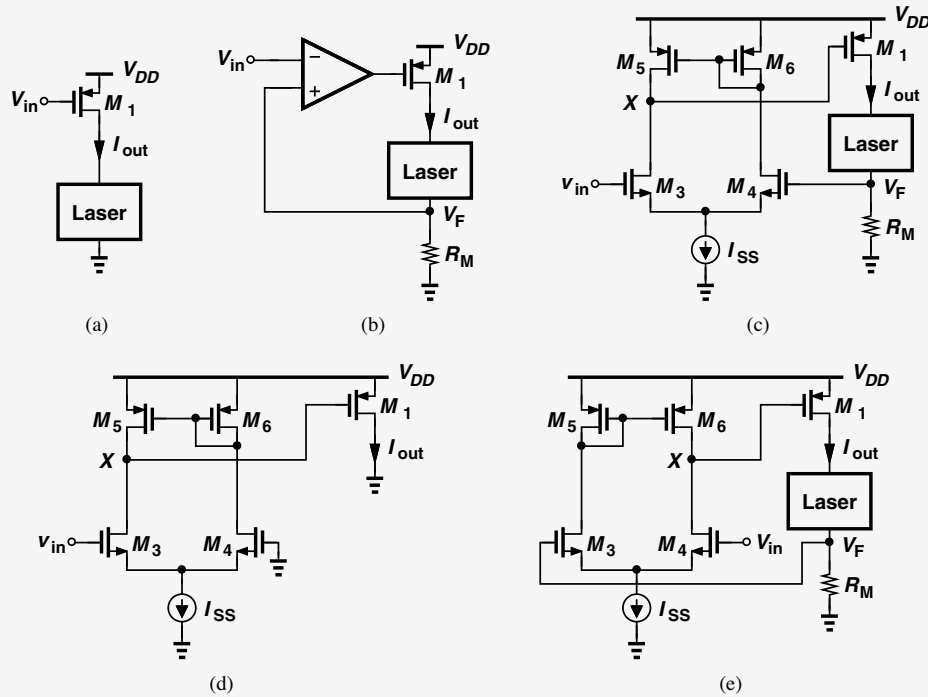 V_DD
V_in
M_1
I_out
Laser
(a)
V_in
−
+
V_DD
M_1
I_out
Laser
V_F
R_M
(b)
V_DD
M_5
M_6
M_1
X
I_out
Laser
v_in
M_3
M_4
V_F
R_M
I_SS
(c)
V_DD
M_5
M_6
M_1
X
I_out
v_in
M_3
M_4
I_SS
(d)
V_DD
M_5
M_6
M_1
X
I_out
Laser
M_3
M_4
V_in
V_F
R_M
I_SS
(e)